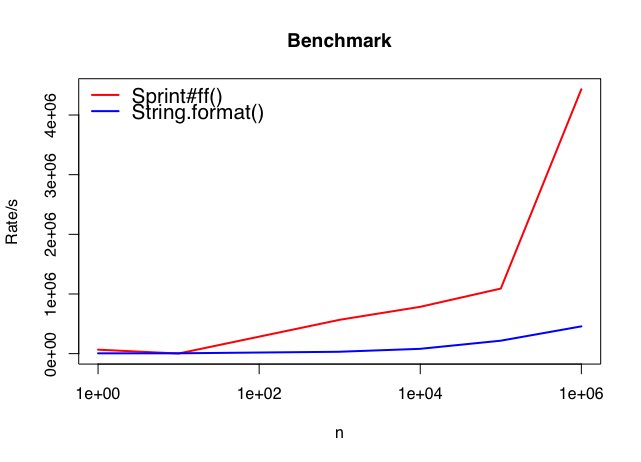 Benchmark
Sprint#ff()
String.format()
Rate/s
0e+00
1e+06
2e+06
3e+06
4e+06
1e+00
1e+02
1e+04
1e+06
n